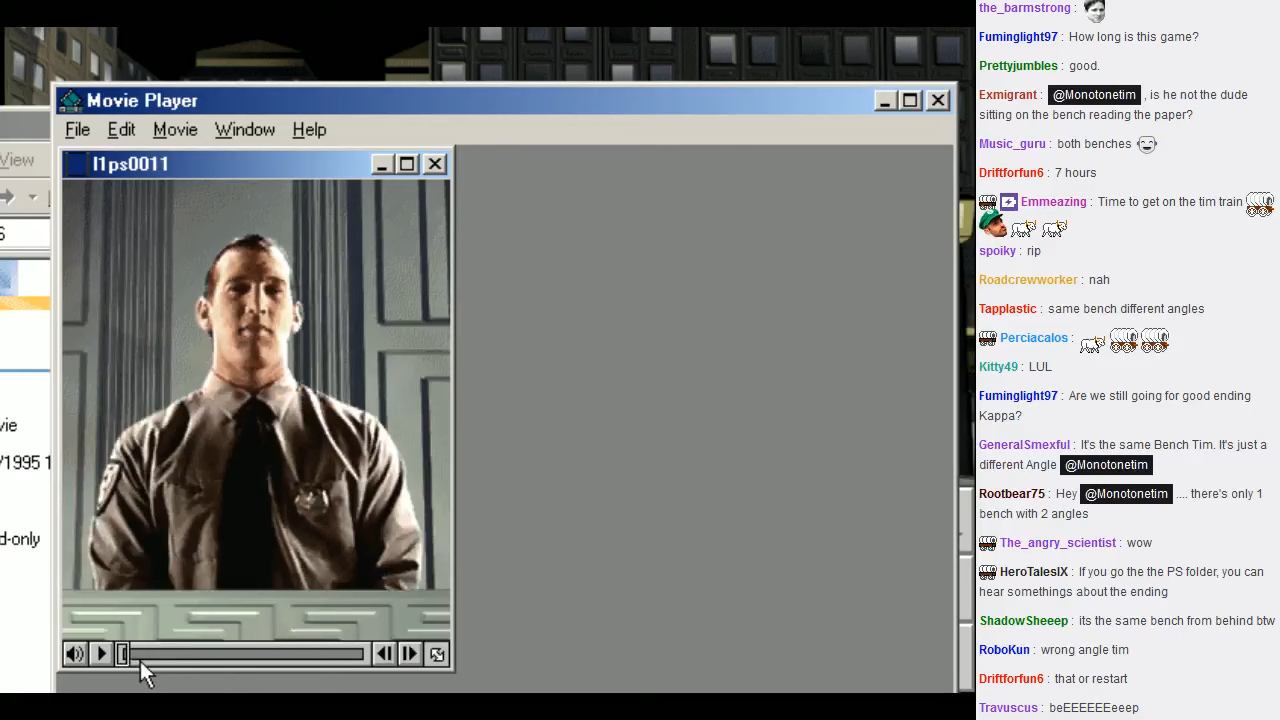 Movie Player
File Edit Movie Window Help
l1ps0011
View
6
vie
/1995 1
d-only
the_barmstrong :
Fuminglight97: How long is this game?
Prettyjumbles: good.
Exmigrant: @Monotonetim , is he not the dude
sitting on the bench reading the paper?
Music_guru: both benches
Driftforfun6: 7 hours
Emmeazing: Time to get on the tim train
spoiky: rip
Roadcrewworker: nah
Tapplastic: same bench different angles
Perciacalos :
Kitty49: LUL
Fuminglight97: Are we still going for good ending
Kappa?
GeneralSmexful: It's the same Bench Tim. It's just a
different Angle @Monotonetim
Rootbear75: Hey @Monotonetim .... there's only 1
bench with 2 angles
The_angry_scientist: wow
HeroTalesIX: If you go the the PS folder, you can
hear somethings about the ending
ShadowSheeep: its the same bench from behind btw
RoboKun: wrong angle tim
Driftforfun6: that or restart
Travuscus: beEEEEEEeeep